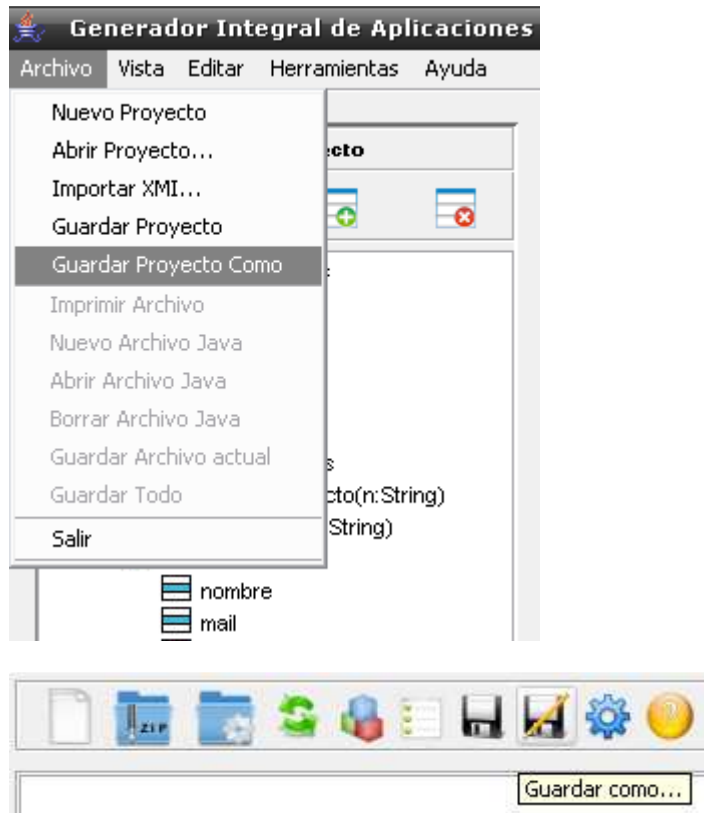 Generador Integral de Aplicaciones
Archivo Vista Editar Herramientas Ayuda
Nuevo Proyecto
Abrir Proyecto...
Importar XMI...
Guardar Proyecto
Guardar Proyecto Como
Imprimir Archivo
Nuevo Archivo Java
Abrir Archivo Java
Borrar Archivo Java
Guardar Archivo actual
Guardar Todo
Salir
ecto
s
cto(n:String)
String)
nombre
mail
ZIP
Guardar como...